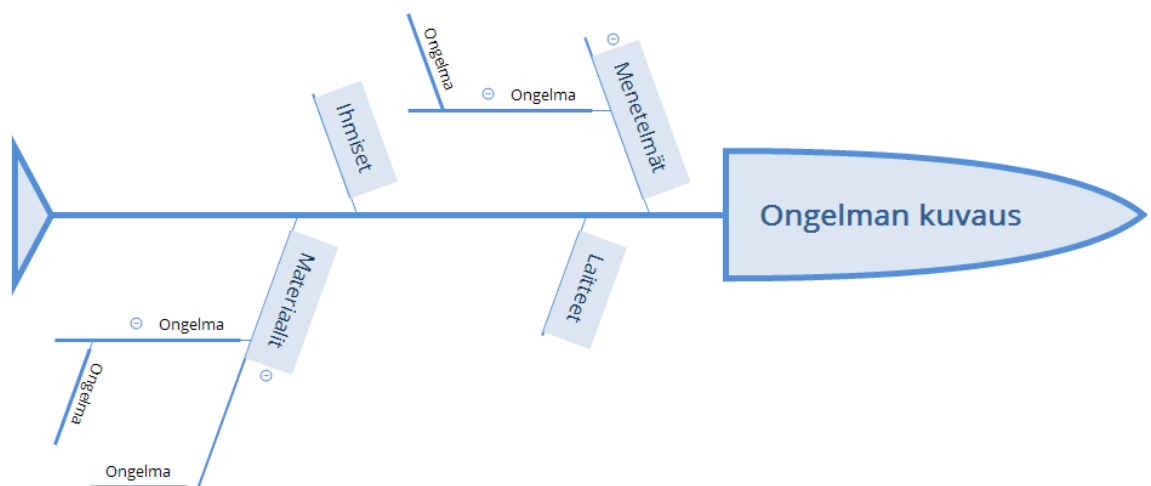 Ongelma
Ongelma
Menetelmät
Ihmiset
Ongelman kuvaus
Materiaalit
Laitteet
Ongelma
Ongelma
Ongelma